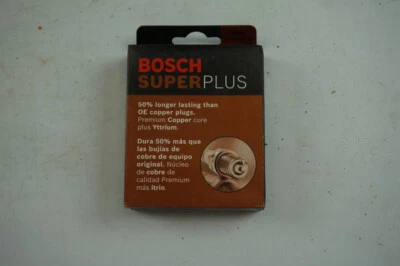 BOSCH
SUPERPLUS
50% longer lasting than
OE copper plugs.
Premium Copper core
plus Yttrium.
Dura 50% más que
las bujías de
cobre de equipo
original. Núcleo
de cobre de
calidad Premium
más itrio.